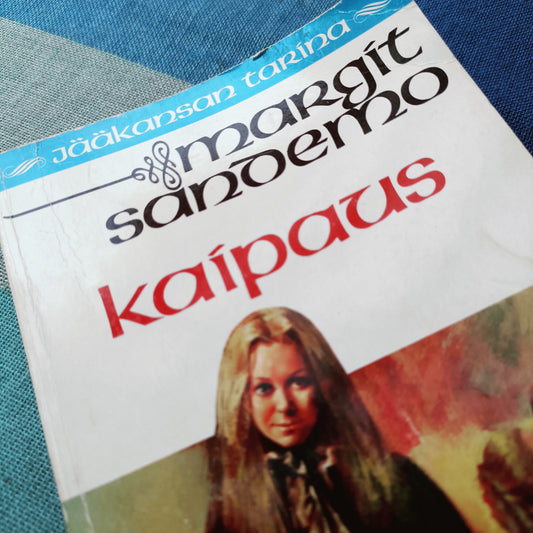 Jääkansan tarina
margit
sandemo
kaipaus